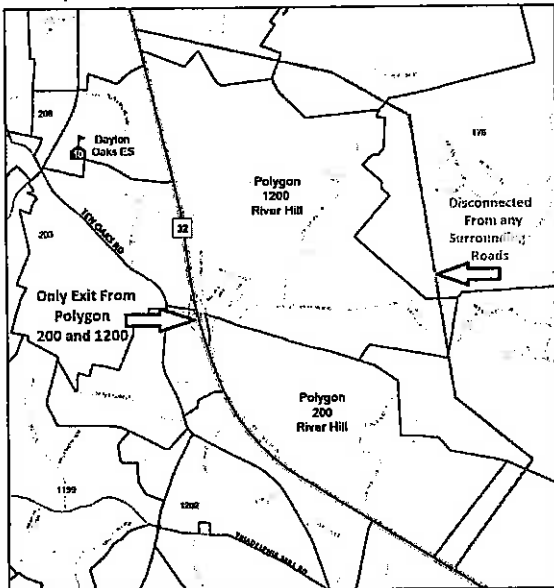 208
Dayton
Oaks ES
10
Polygon
1200
River Hill
176
Disconnected
From any
Surrounding
Roads
203
TEN OAKS RD
32
Only Exit From
Polygon
200 and 1200
Polygon
200
River Hill
1199
1202
TRIADELPHIA MILL RD